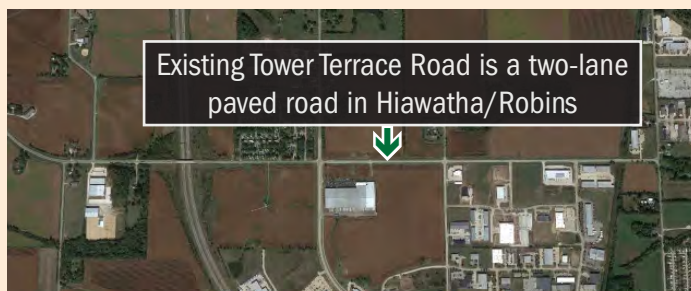 Existing Tower Terrace Road is a two-lane
paved road in Hiawatha/Robins